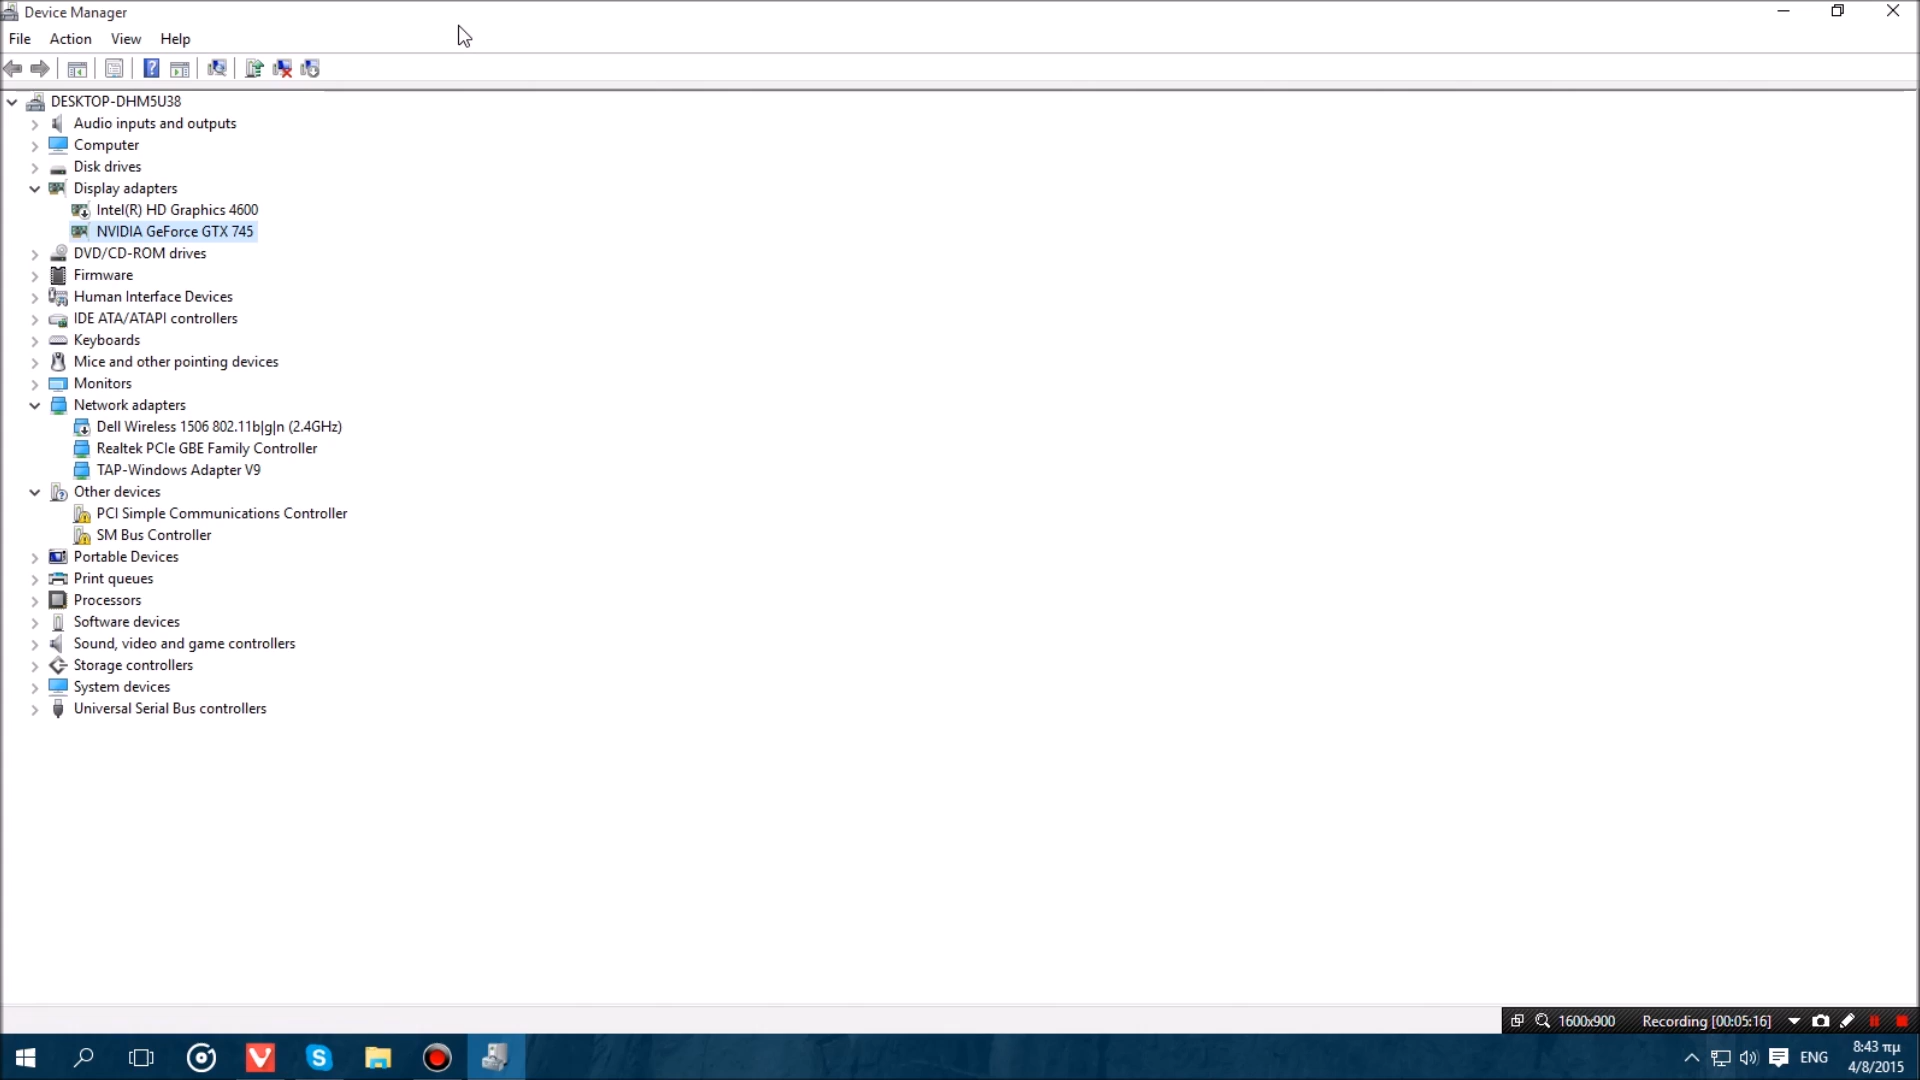 Device Manager
File Action View Help
DESKTOP-DHM5U38
Audio inputs and outputs
Computer
Disk drives
Display adapters
Intel(R) HD Graphics 4600
NVIDIA GeForce GTX 745
DVD/CD-ROM drives
Firmware
Human Interface Devices
IDE ATA/ATAPI controllers
Keyboards
Mice and other pointing devices
Monitors
Network adapters
Dell Wireless 1506 802.11b|g|n (2.4GHz)
Realtek PCIe GBE Family Controller
TAP-Windows Adapter V9
Other devices
PCI Simple Communications Controller
SM Bus Controller
Portable Devices
Print queues
Processors
Software devices
Sound, video and game controllers
Storage controllers
System devices
Universal Serial Bus controllers
1600x900 Recording [00:05:16]
ENG
8:43 πμ
4/8/2015